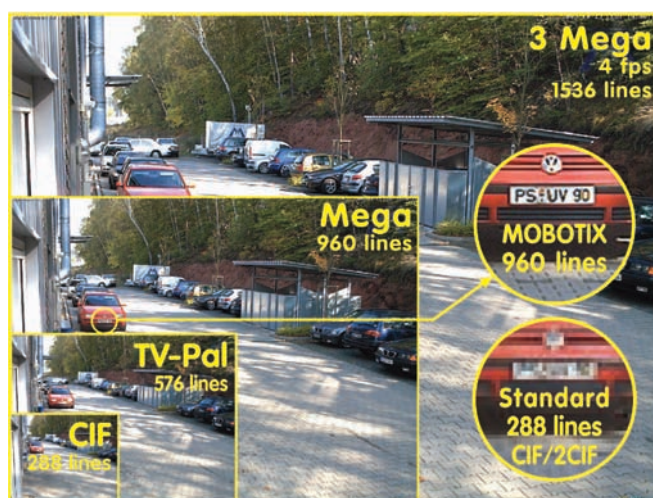 3 Mega
4 fps
1536 lines
Mega
960 lines
PS UV 90
MOBOTIX
960 lines
TV-Pal
576 lines
Standard
288 lines
CIF/2CIF
CIF
288 lines